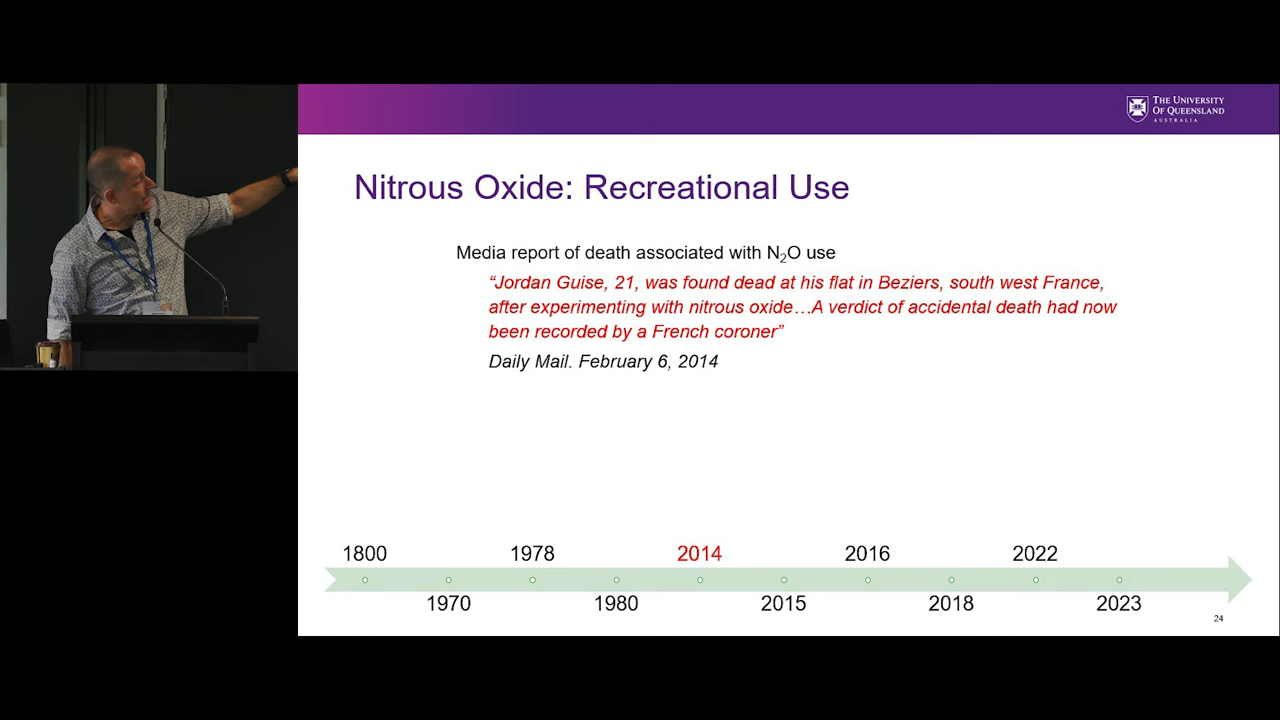 THE UNIVERSITY
OF QUEENSLAND
AUSTRALIA
Nitrous Oxide: Recreational Use
Media report of death associated with N₂O use
“Jordan Guise, 21, was found dead at his flat in Beziers, south west France,
after experimenting with nitrous oxide…A verdict of accidental death had now
been recorded by a French coroner”
Daily Mail. February 6, 2014
1800 1978 2014 2016 2022
1970 1980 2015 2018 2023
24